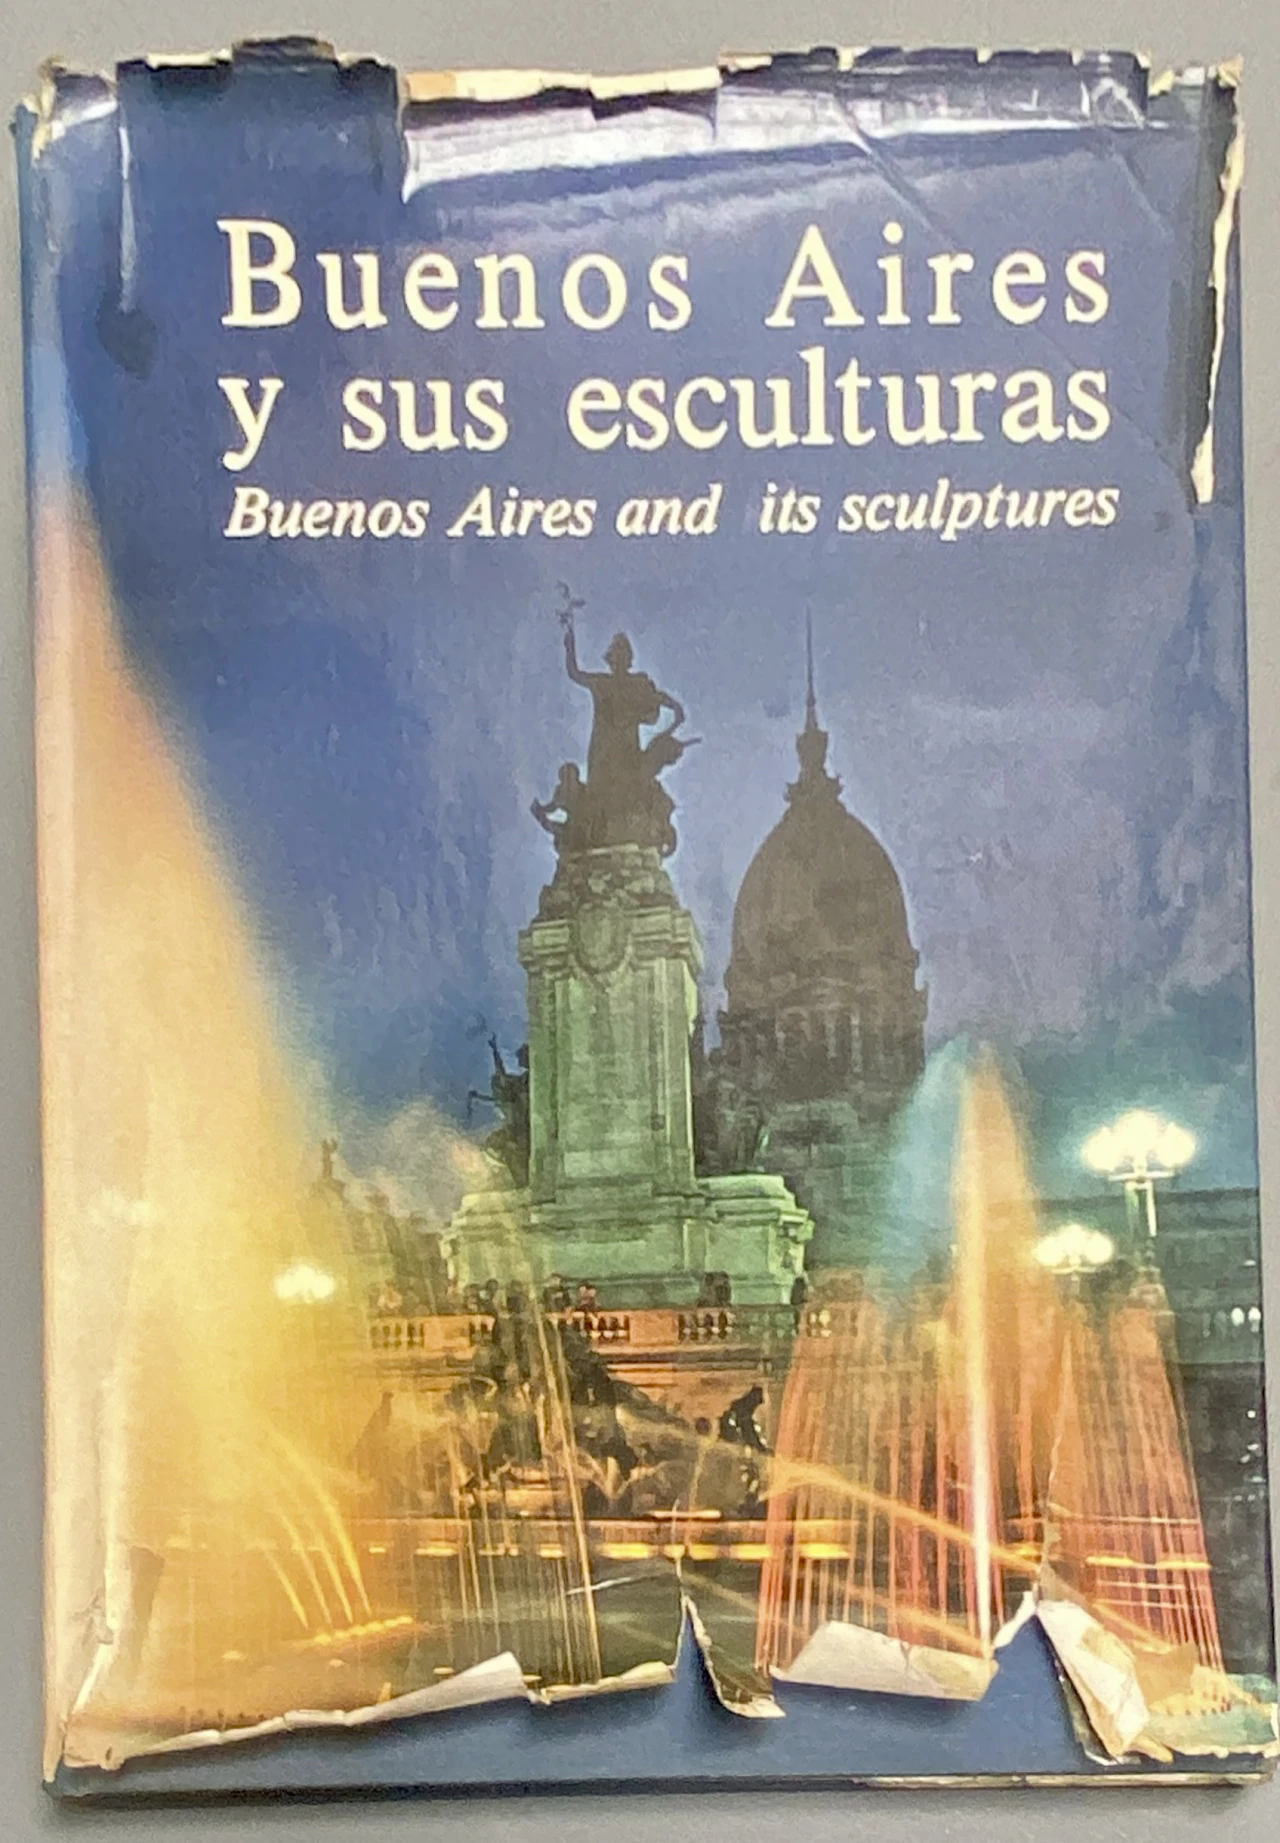 Buenos Aires
y sus esculturas
Buenos Aires and its sculptures